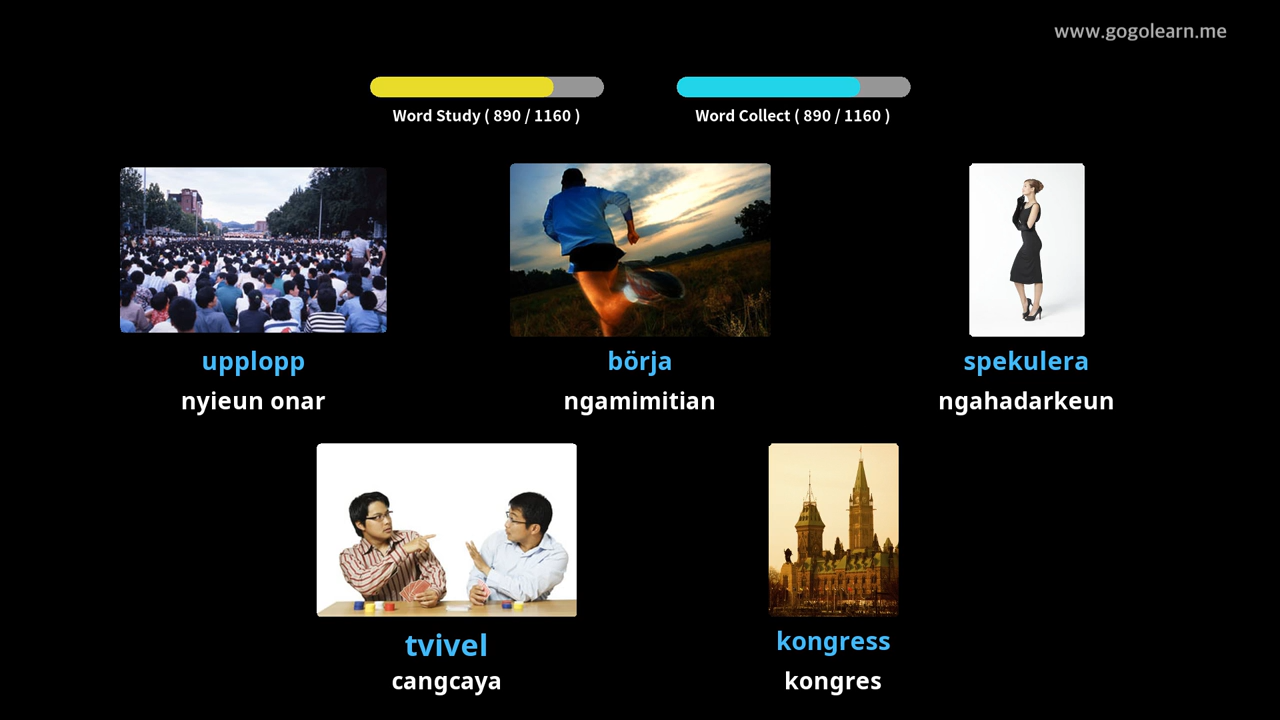 www.gogolearn.me
Word Study ( 890 / 1160 )
Word Collect ( 890 / 1160 )
upplopp
nyieun onar
börja
ngamimitian
spekulera
ngahadarkeun
tvivel
cangcaya
kongress
kongres